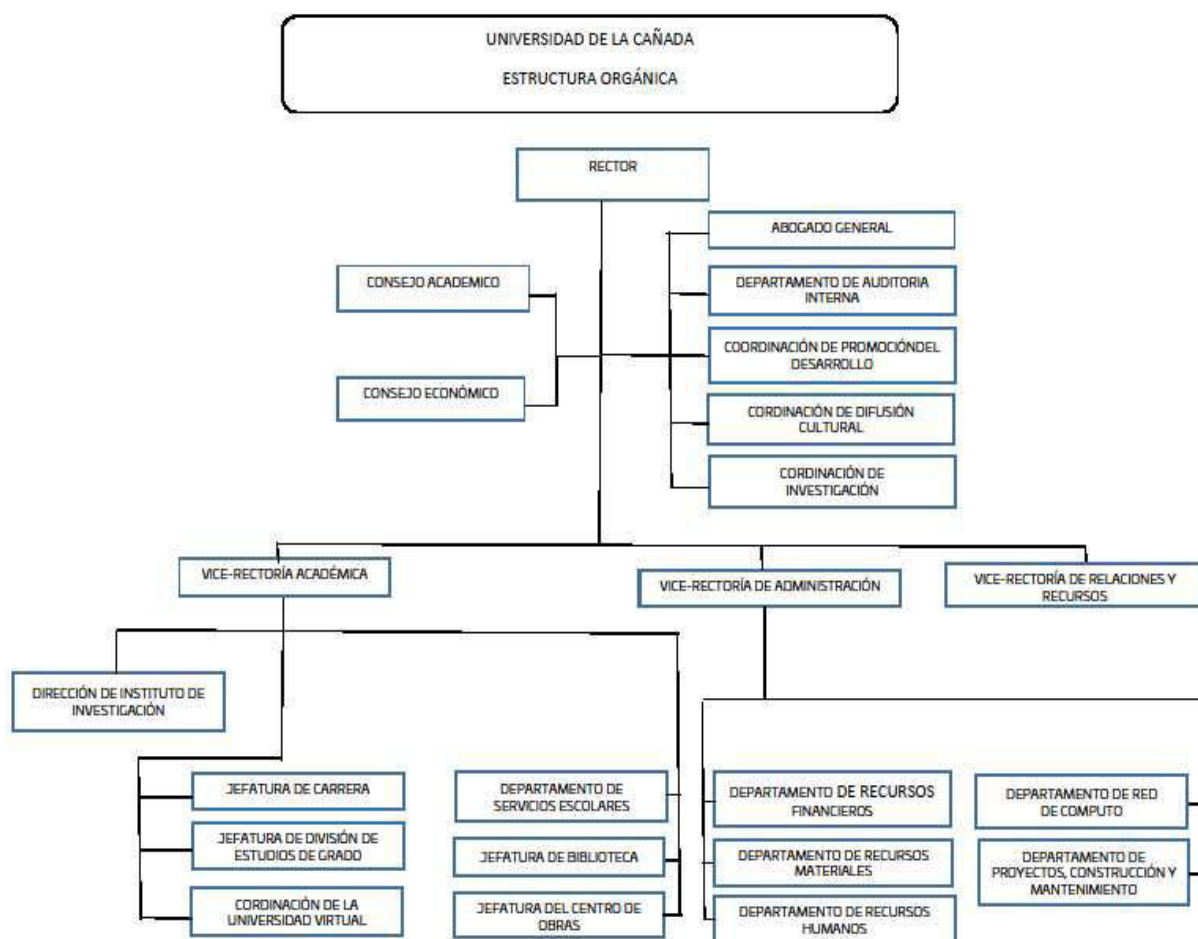 UNIVERSIDAD DE LA CAÑADA
ESTRUCTURA ORGÁNICA
RECTOR
ABOGADO GENERAL
CONSEJO ACADEMICO
DEPARTAMENTO DE AUDITORIA
INTERNA
COORDINACIÓN DE PROMOCIÓNDEL
DESARROLLO
CONSEJO ECONÓMICO
CORDINACIÓN DE DIFUSIÓN
CULTURAL
CORDINACIÓN DE
INVESTIGACIÓN
VICE-RECTORÍA ACADÉMICA
VICE-RECTORÍA DE ADMINISTRACIÓN
VICE-RECTORÍA DE RELACIONES Y
RECURSOS
DIRECCIÓN DE INSTITUTO DE
INVESTIGACIÓN
JEFATURA DE CARRERA
JEFATURA DE DIVISIÓN DE
ESTUDIOS DE GRADO
CORDINACIÓN DE LA
UNIVERSIDAD VIRTUAL
DEPARTAMENTO DE
SERVICIOS ESCOLARES
JEFATURA DE BIBLIOTECA
JEFATURA DEL CENTRO DE
OBRAS
DEPARTAMENTO DE RECURSOS
FINANCIEROS
DEPARTAMENTO DE RECURSOS
MATERIALES
DEPARTAMENTO DE RECURSOS
HUMANOS
DEPARTAMENTO DE RED
DE COMPUTO
DEPARTAMENTO DE
PROYECTOS, CONSTRUCCIÓN Y
MANTENIMIENTO